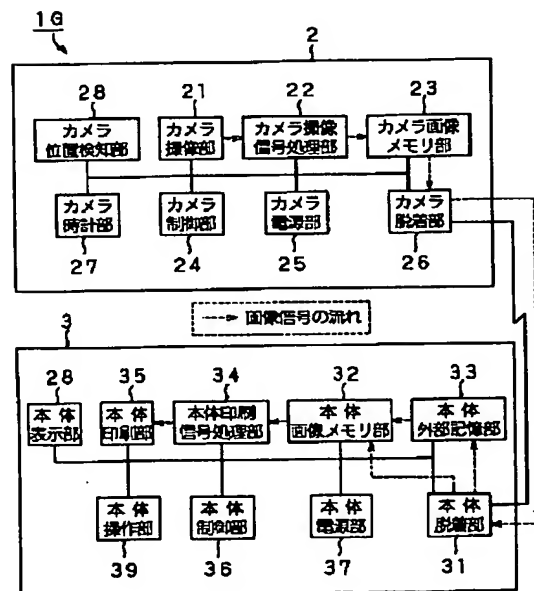 1G
2
28 21 22 23
カメラ
位置検知部
カメラ
撮像部
カメラ撮像
信号処理部
カメラ画像
メモリ部
カメラ
時計部
カメラ
制御部
カメラ
電源部
カメラ
脱着部
27 24 25 26
画像信号の流れ
3
28 35 34 32 33
本体
表示部
本体
印刷部
本体印刷
信号処理部
本体
画像メモリ部
本体
外部記憶部
本体
操作部
本体
制御部
本体
電源部
本体
脱着部
39 36 37 31